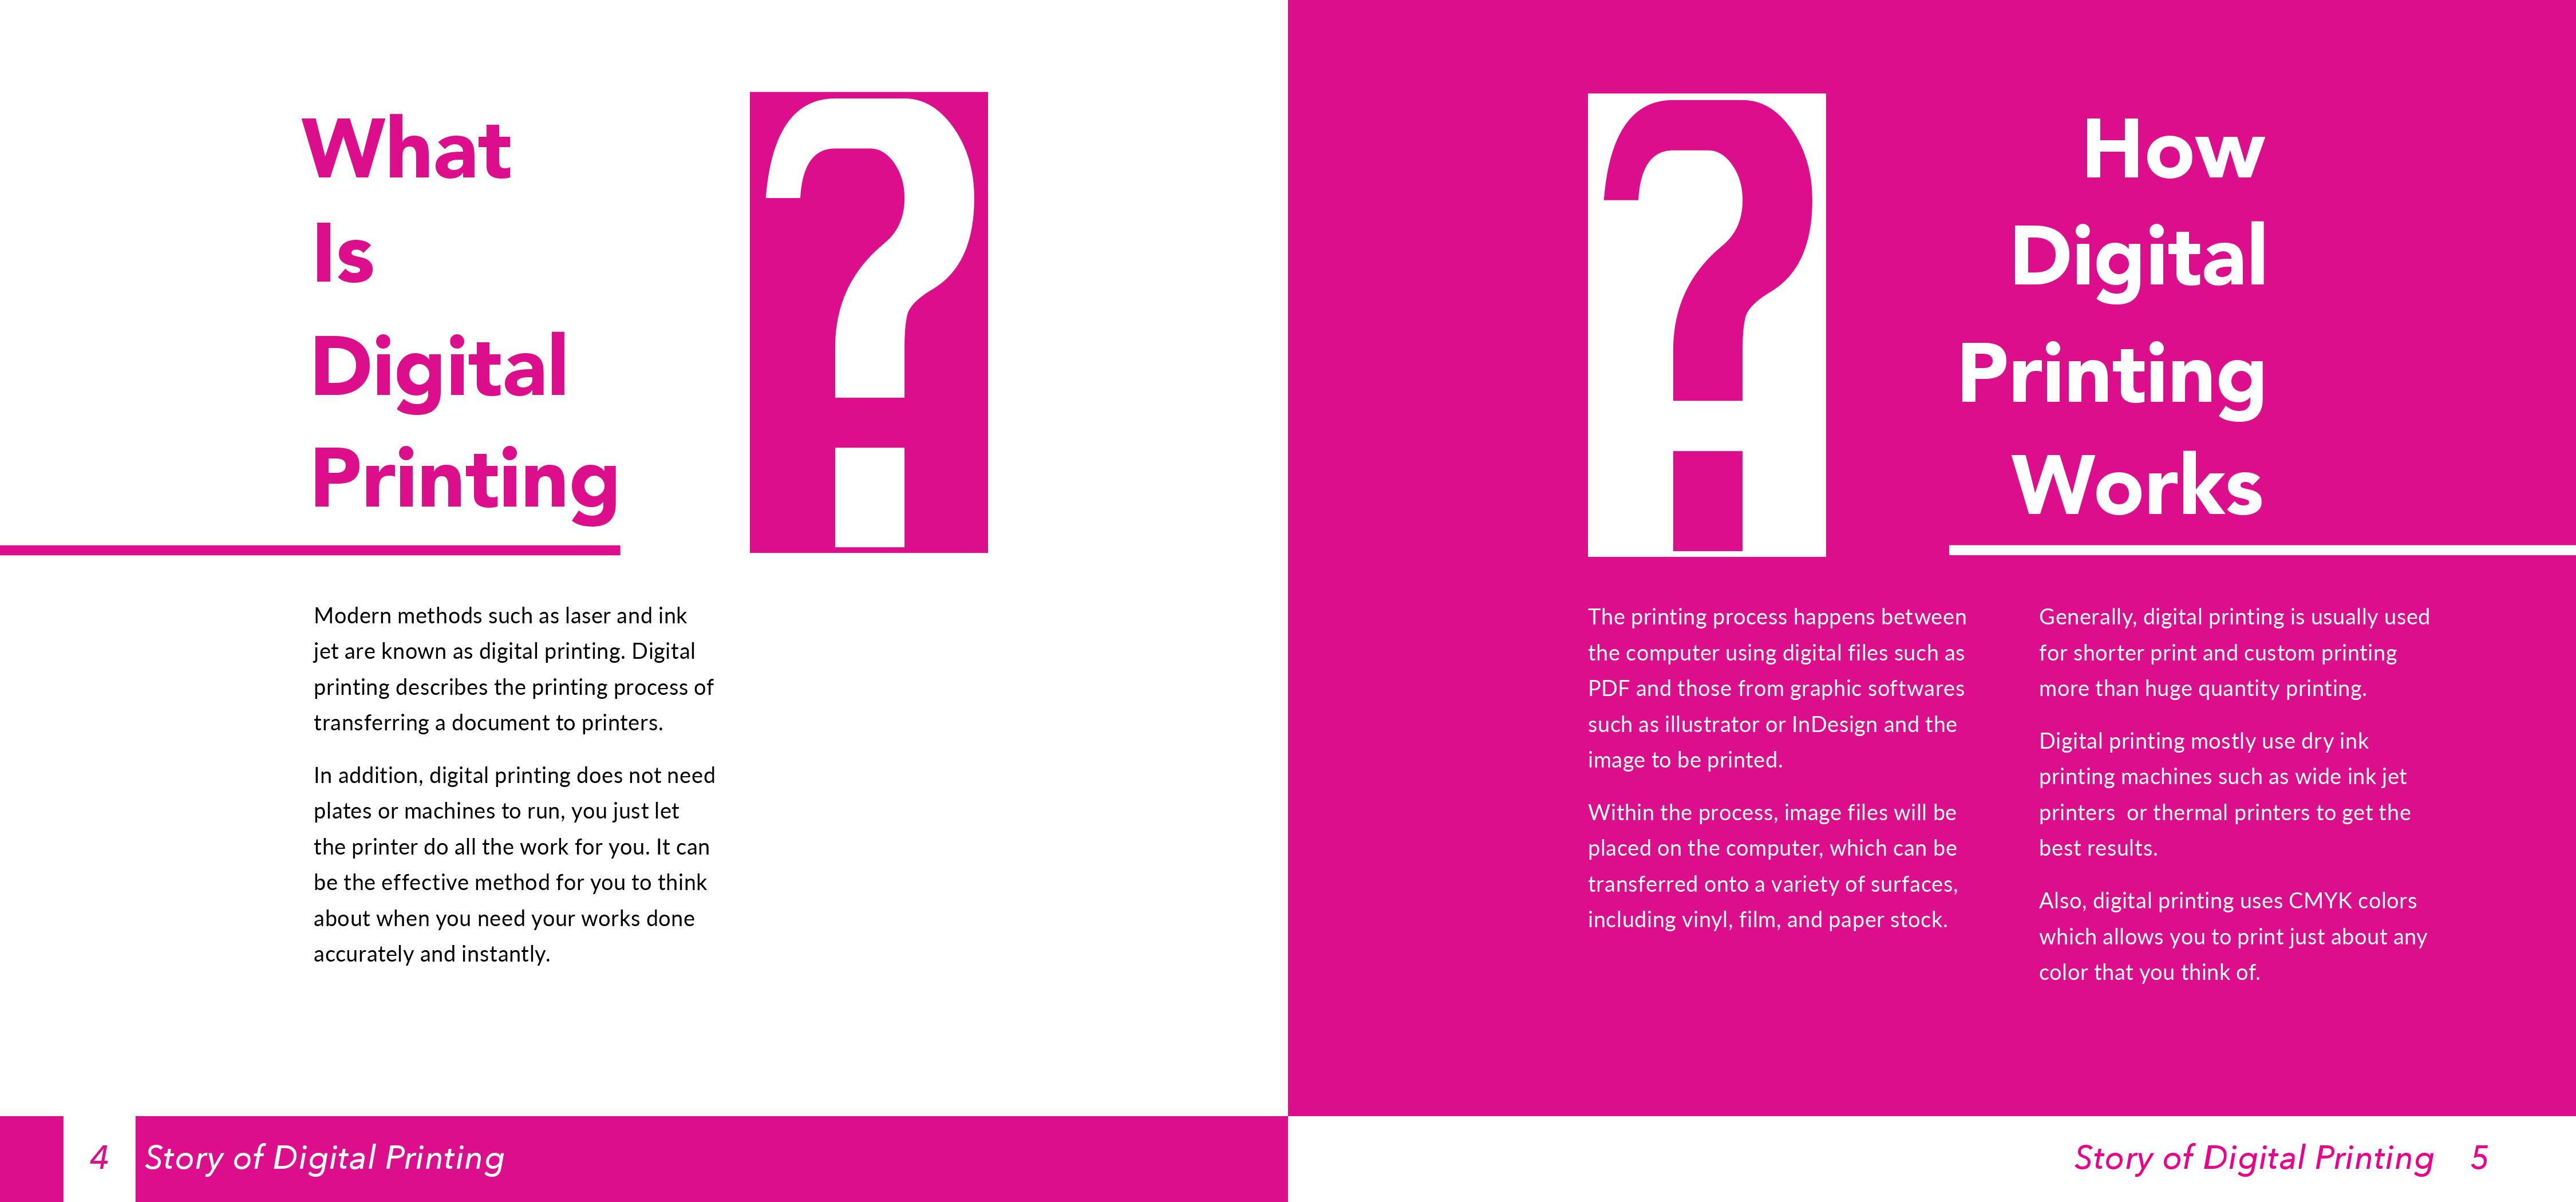 What
Is
Digital
Printing
?
Modern methods such as laser and ink
jet are known as digital printing. Digital
printing describes the printing process of
transferring a document to printers.
In addition, digital printing does not need
plates or machines to run, you just let
the printer do all the work for you. It can
be the effective method for you to think
about when you need your works done
accurately and instantly.
4 Story of Digital Printing
?
How
Digital
Printing
Works
The printing process happens between
the computer using digital files such as
PDF and those from graphic softwares
such as illustrator or InDesign and the
image to be printed.
Within the process, image files will be
placed on the computer, which can be
transferred onto a variety of surfaces,
including vinyl, film, and paper stock.
Generally, digital printing is usually used
for shorter print and custom printing
more than huge quantity printing.
Digital printing mostly use dry ink
printing machines such as wide ink jet
printers  or thermal printers to get the
best results.
Also, digital printing uses CMYK colors
which allows you to print just about any
color that you think of.
Story of Digital Printing 5